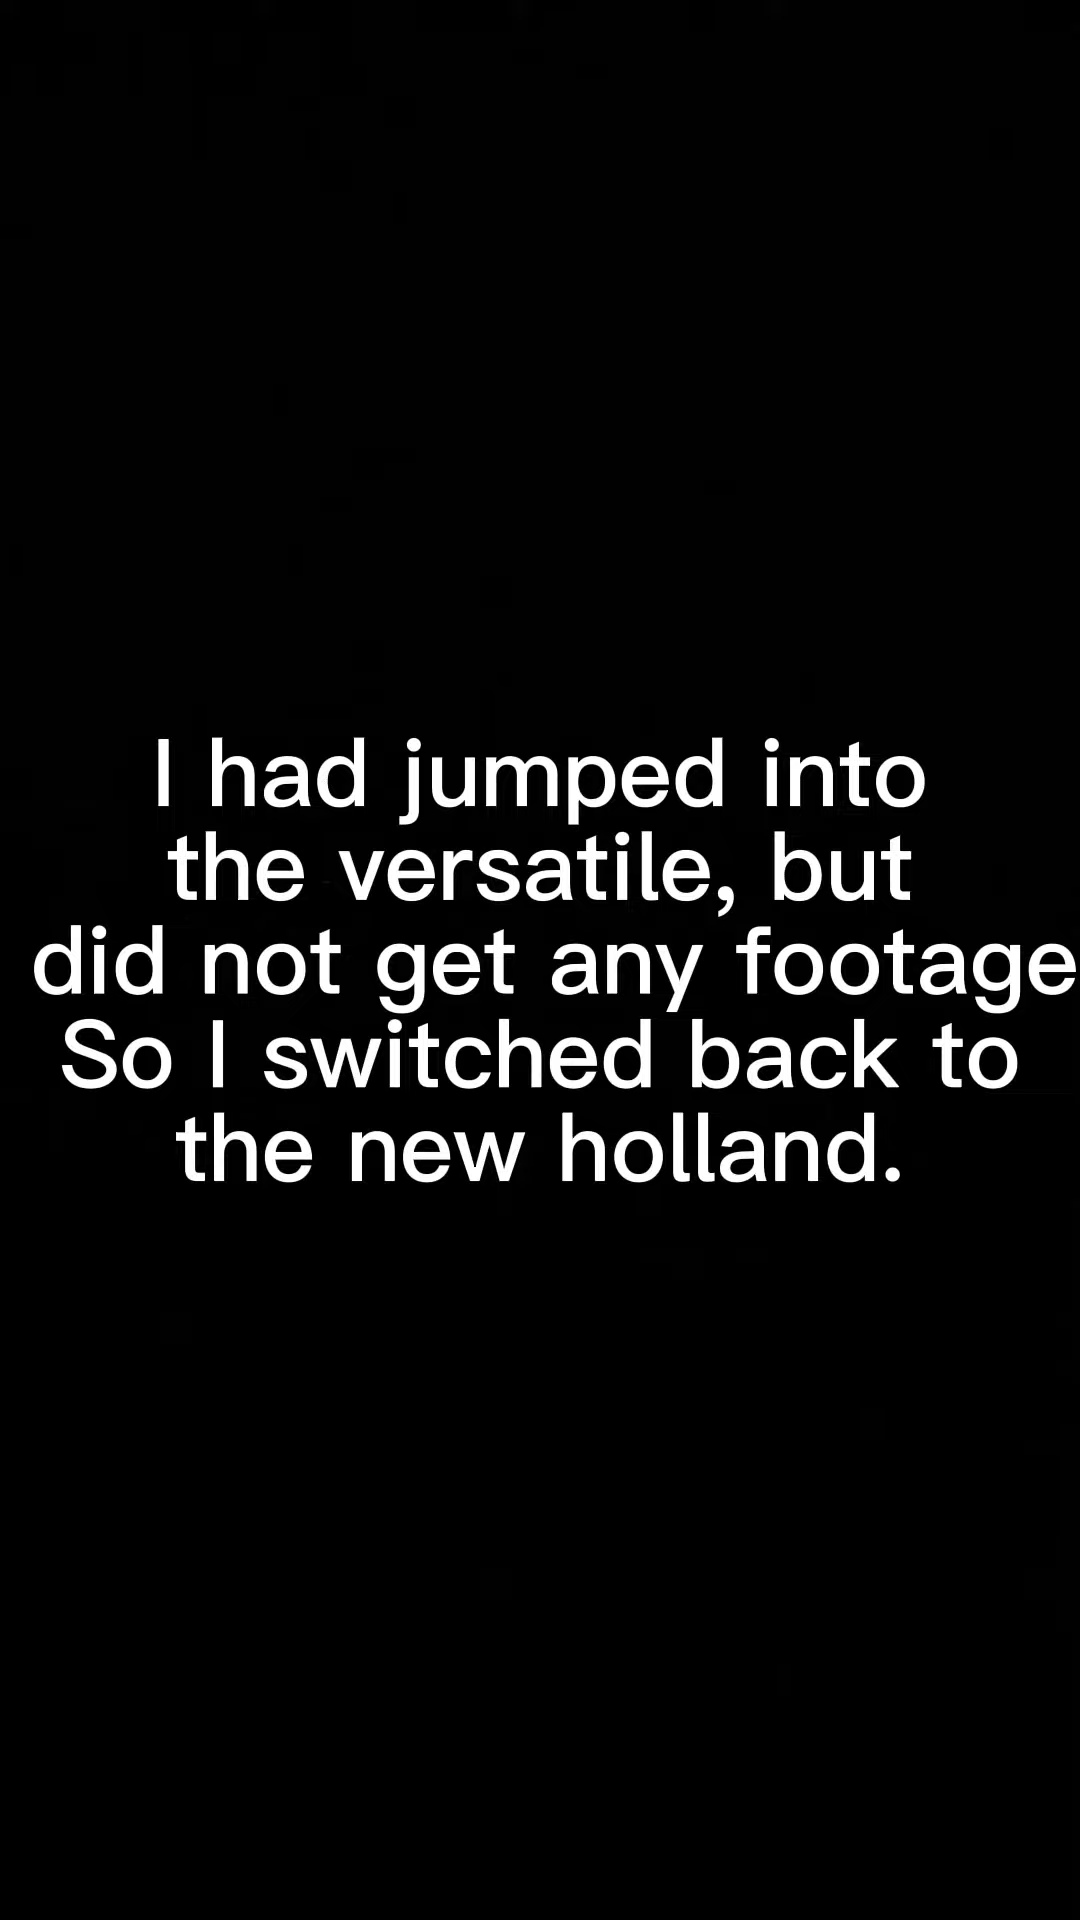 I had jumped into
the versatile, but
did not get any footage
So I switched back to
the new holland.